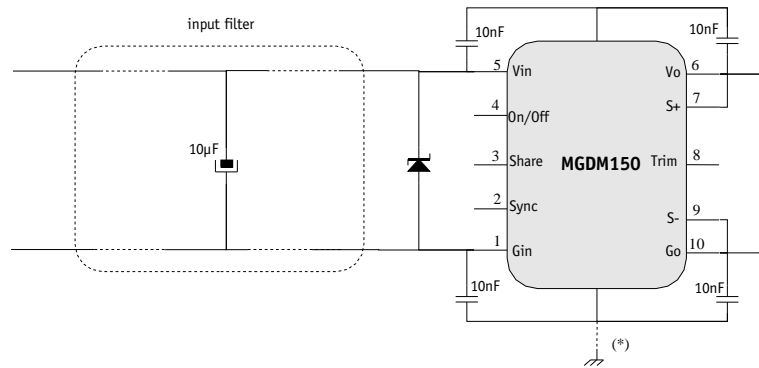 input filter
10nF
10nF
5
Vin
Vo
6
S+
7
4
On/Off
10µF
3
Share
MGDM150
Trim
8
2
Sync
S-
9
1
Gin
Go
10
10nF
10nF
(*)